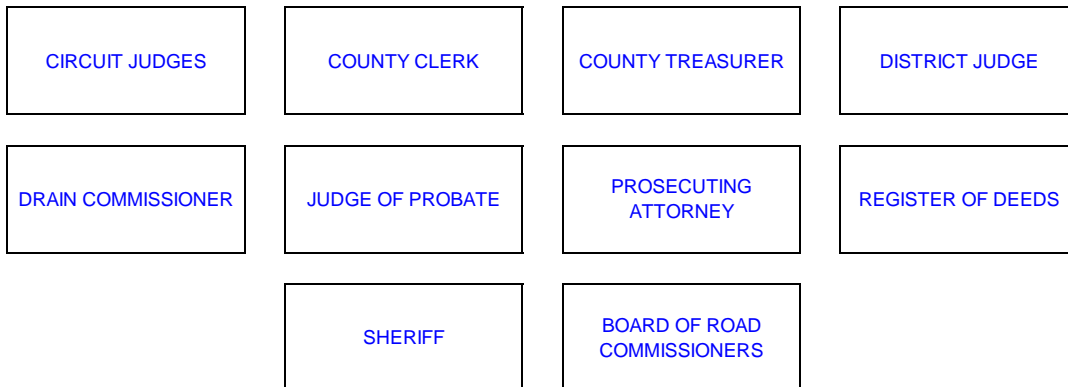 CIRCUIT JUDGES
COUNTY CLERK
COUNTY TREASURER
DISTRICT JUDGE
DRAIN COMMISSIONER
JUDGE OF PROBATE
PROSECUTING
ATTORNEY
REGISTER OF DEEDS
SHERIFF
BOARD OF ROAD
COMMISSIONERS